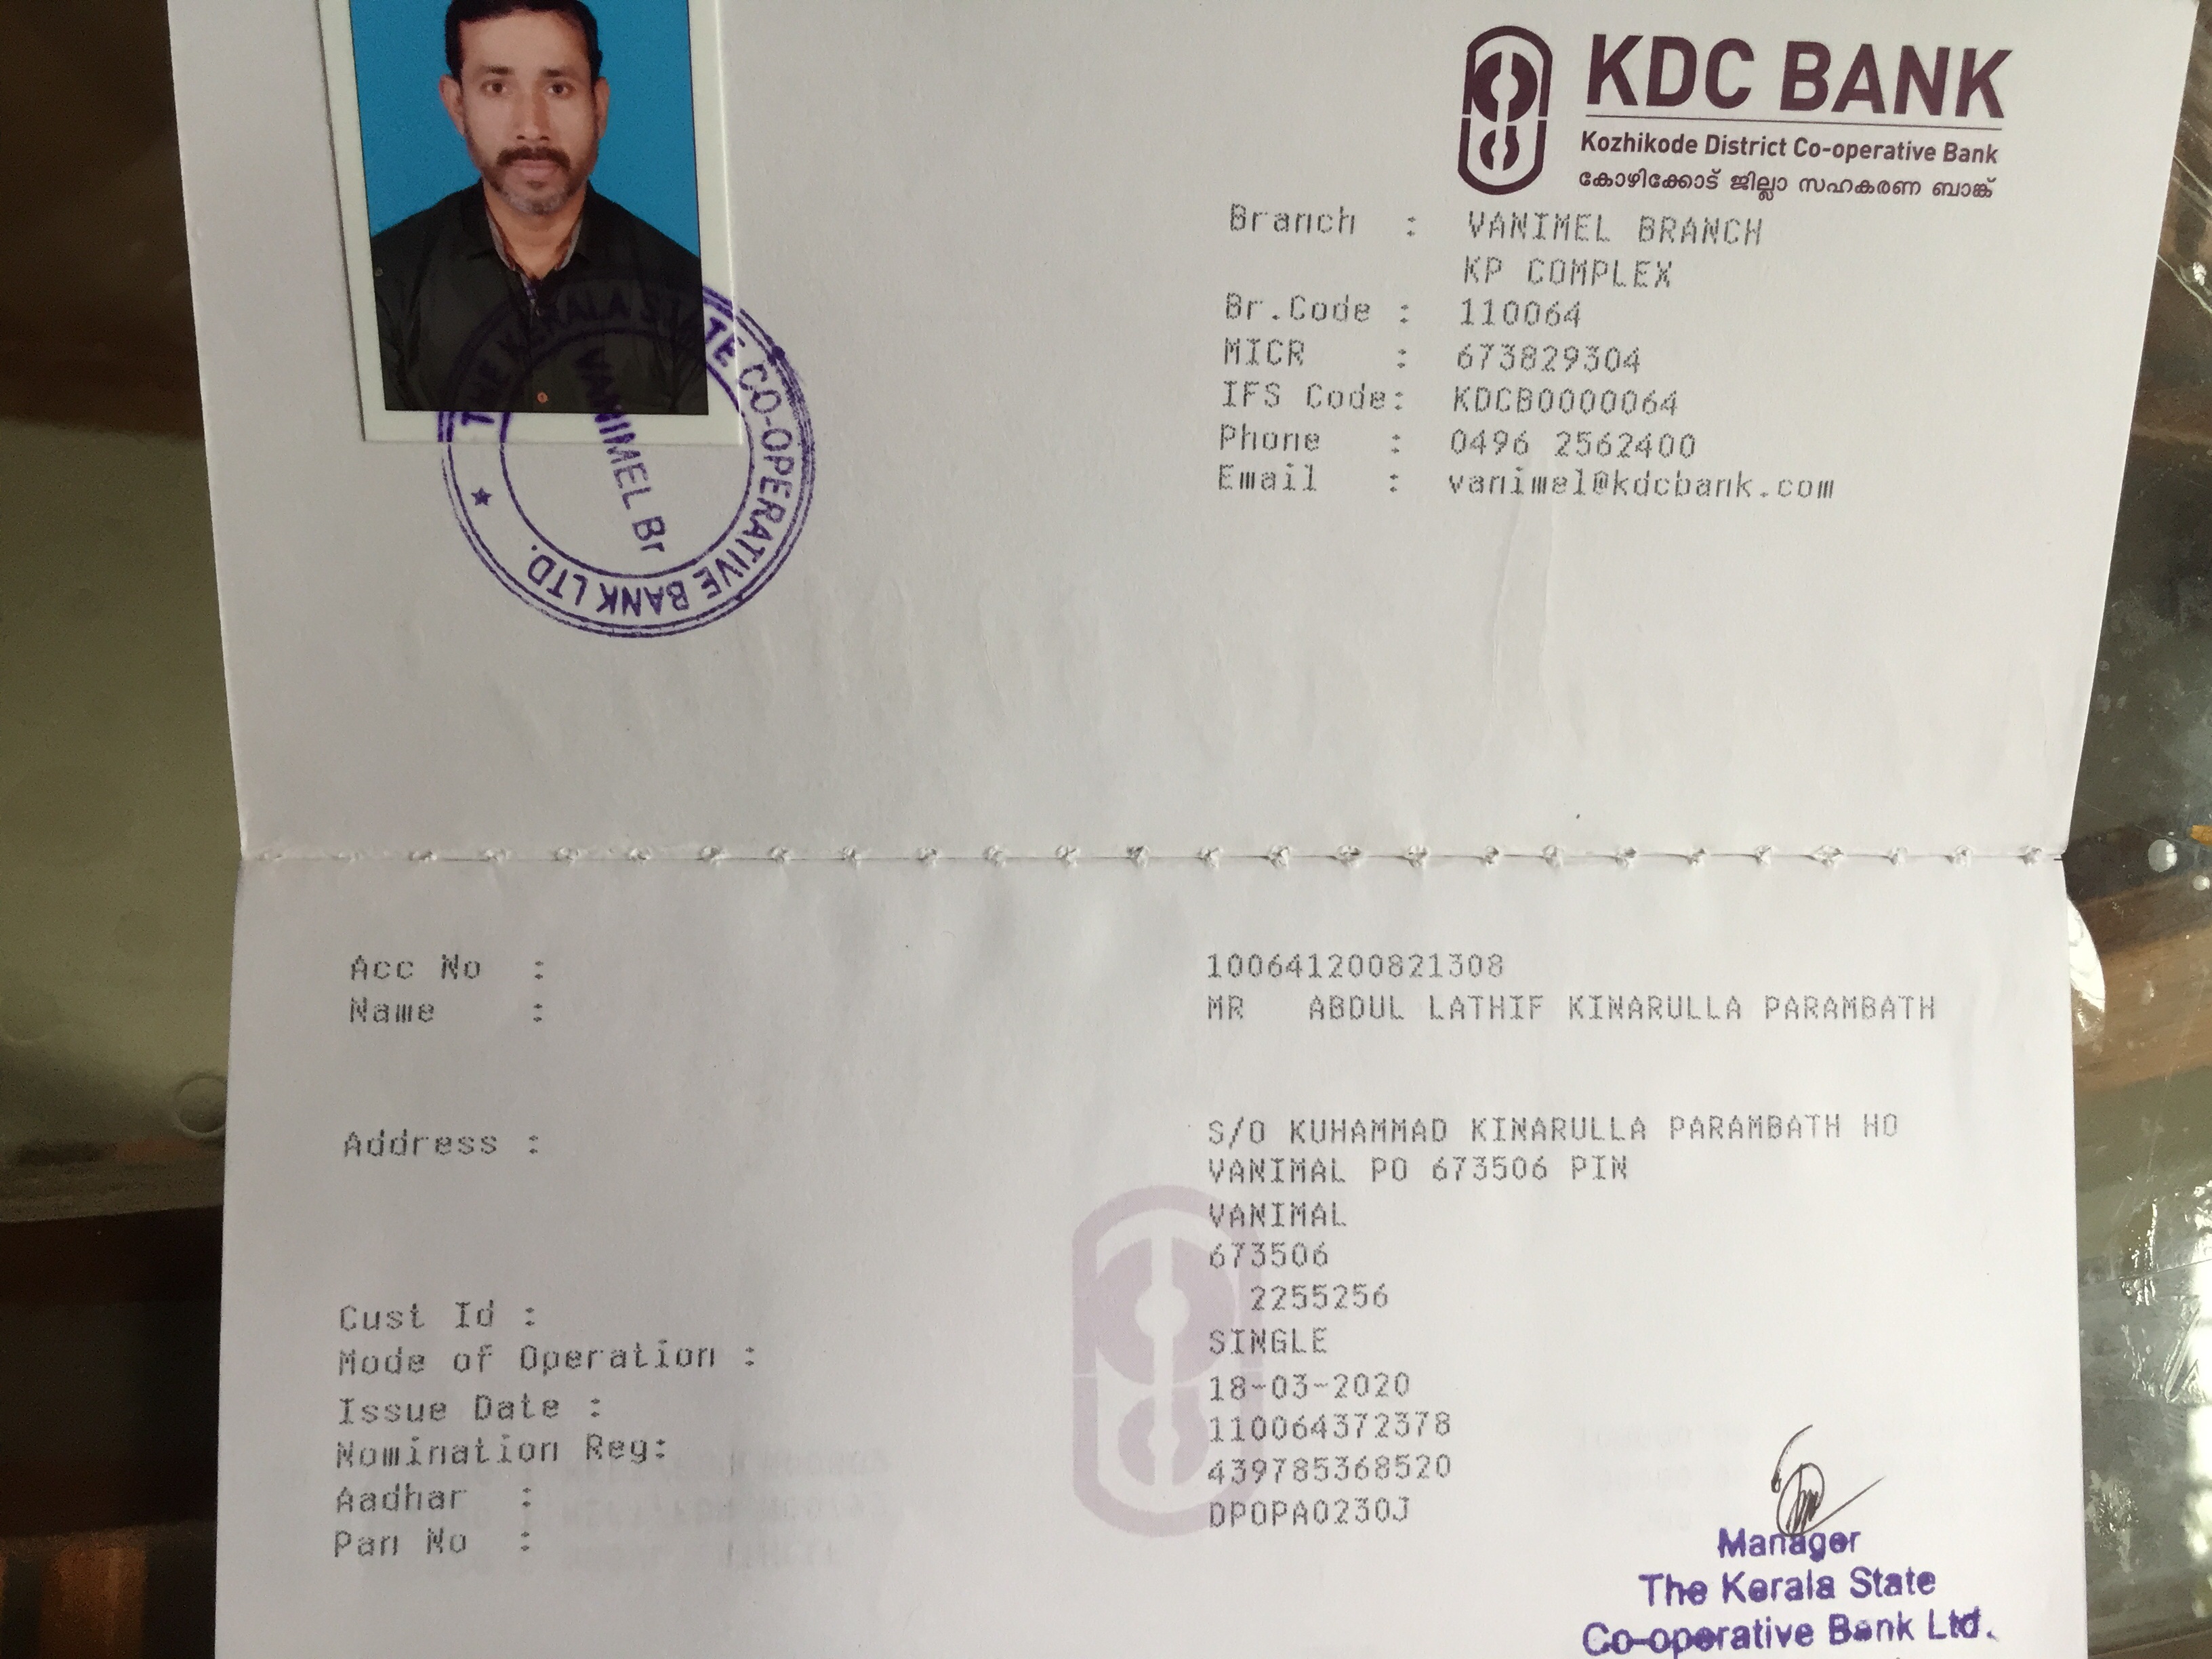 KDC BANK
Kozhikode District Co-operative Bank
കോഴിക്കോട് ജില്ലാ സഹകരണ ബാങ്ക്
Branch : VANIMEL BRANCH
KP COMPLEX
Br.Code : 110064
MICR : 673829304
IFS Code: KDCB0000064
Phone : 0496 2562400
Email : vanimel@kdcbank.com
THE KERALA STATE CO-OPERATIVE BANK LTD.
VANIMEL Br
Acc No : 100641200821308
Name : MR ABDUL LATHIF KINARULLA PARAMBATH
Address : S/O KUHAMMAD KINARULLA PARAMBATH HO
VANIMAL PO 673506 PIN
VANIMAL
673506
Cust Id : 2255256
Mode of Operation : SINGLE
Issue Date : 18-03-2020
Nomination Reg: 110064372378
Aadhar : 439785368520
Pan No : DPOPA0230J
Manager
The Kerala State
Co-operative Bank Ltd.